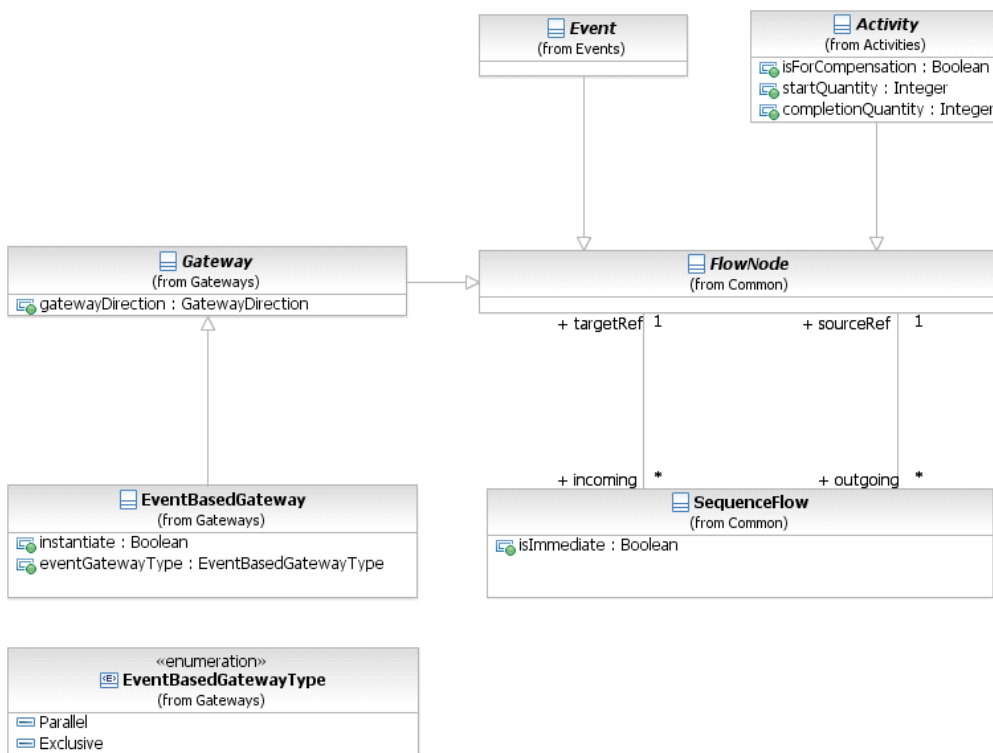 Event
(from Events)
Activity
(from Activities)
isForCompensation : Boolean
startQuantity : Integer
completionQuantity : Integer
Gateway
(from Gateways)
gatewayDirection : GatewayDirection
FlowNode
(from Common)
+ targetRef 1
+ sourceRef 1
+ incoming *
+ outgoing *
EventBasedGateway
(from Gateways)
instantiate : Boolean
eventGatewayType : EventBasedGatewayType
SequenceFlow
(from Common)
isImmediate : Boolean
«enumeration»
EventBasedGatewayType
(from Gateways)
Parallel
Exclusive